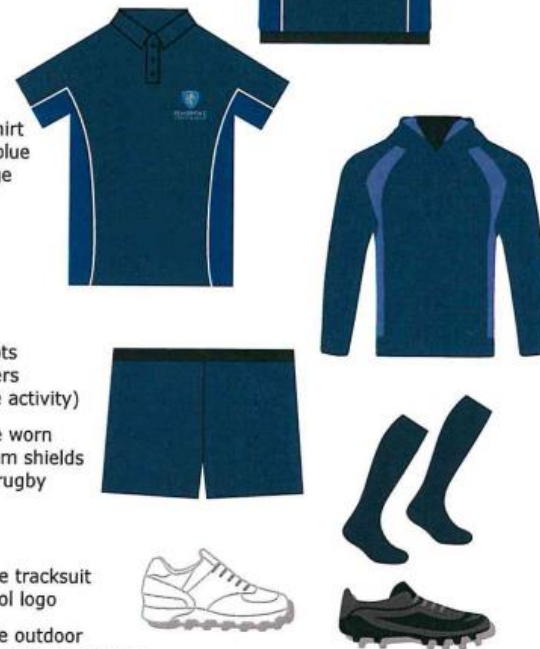 hirt
blue
ge
ts
ers
e activity)
e worn
m shields
rugby
e tracksuit
ol logo
e outdoor